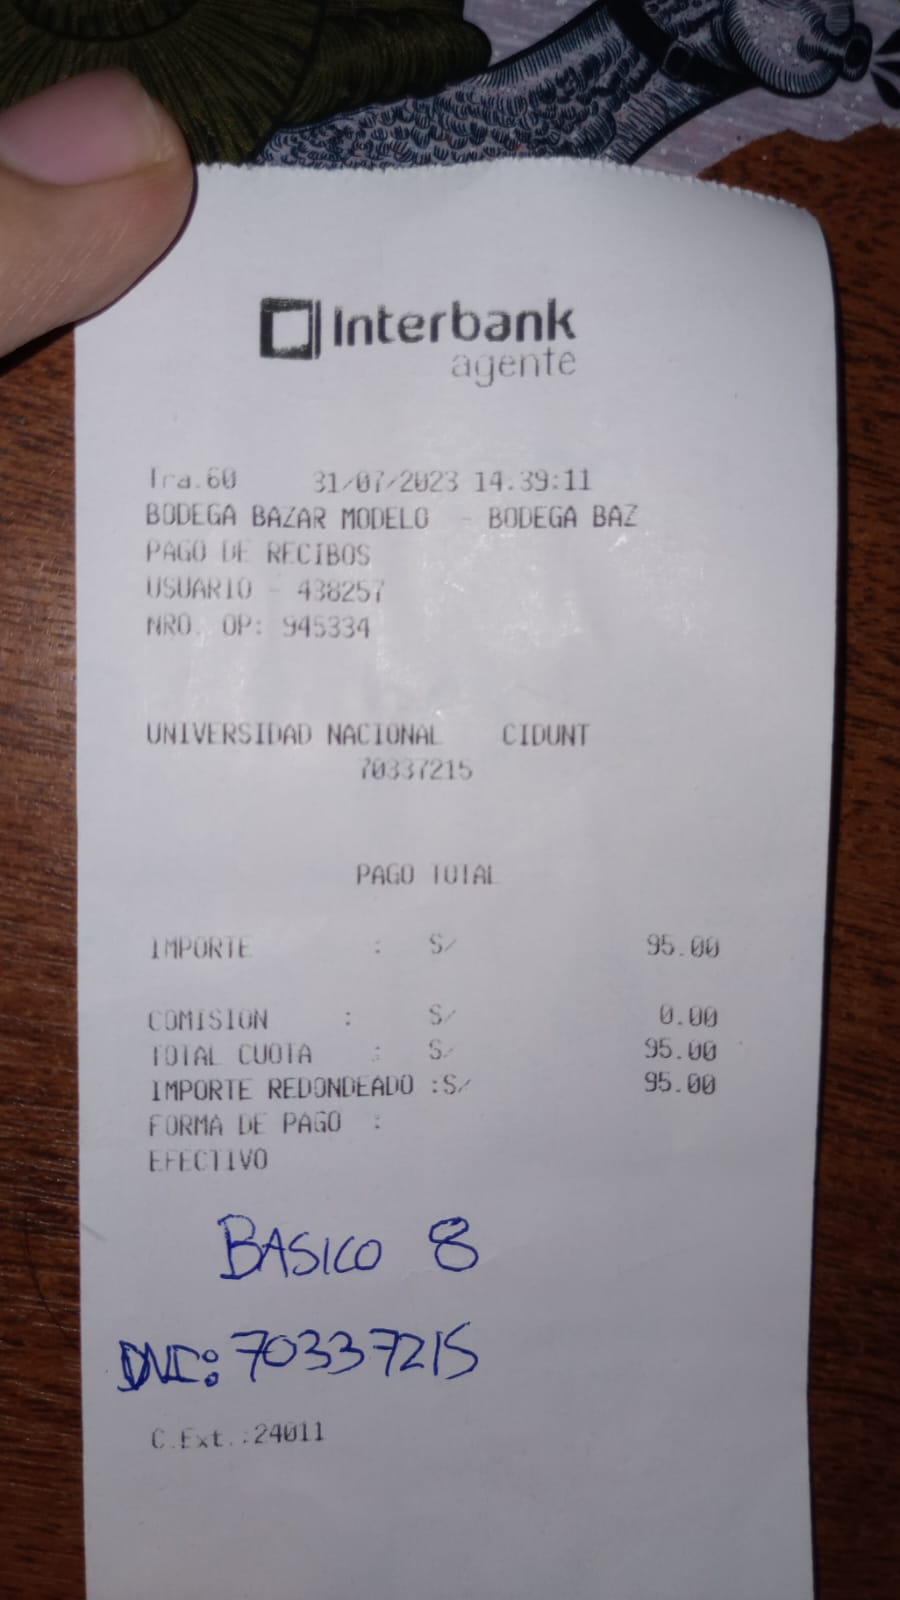 Interbank
agente
Tra.60 31/07/2023 14.39:11
BODEGA BAZAR MODELO - BODEGA BAZ
PAGO DE RECIBOS
USUARIO - 438257
NRO. OP: 945334
UNIVERSIDAD NACIONAL CIDUNT
70337215
PAGO TOTAL
IMPORTE : S/ 95.00
COMISION : S/ 0.00
TOTAL CUOTA : S/ 95.00
IMPORTE REDONDEADO :S/ 95.00
FORMA DE PAGO :
EFECTIVO
BASICO 8
DNI: 70337215
C.Ext.:24011